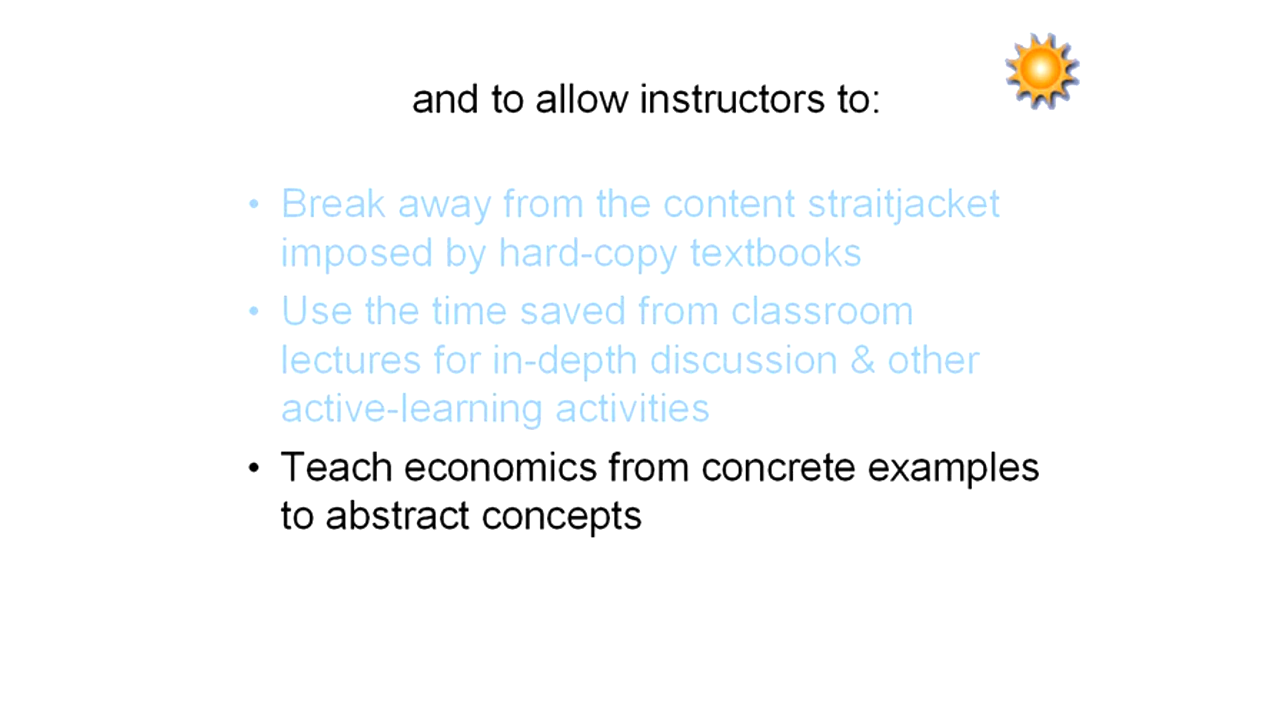 and to allow instructors to:
• Break away from the content straitjacket
imposed by hard-copy textbooks
• Use the time saved from classroom
lectures for in-depth discussion & other
active-learning activities
• Teach economics from concrete examples
to abstract concepts